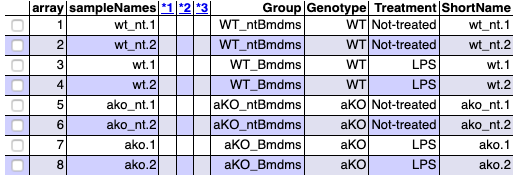 array sampleNames *1 *2 *3 Group Genotype Treatment ShortName
1 wt_nt.1 WT_ntBmdms WT Not-treated wt_nt.1
2 wt_nt.2 WT_ntBmdms WT Not-treated wt_nt.2
3 wt.1 WT_Bmdms WT LPS wt.1
4 wt.2 WT_Bmdms WT LPS wt.2
5 ako_nt.1 aKO_ntBmdms aKO Not-treated ako_nt.1
6 ako_nt.2 aKO_ntBmdms aKO Not-treated ako_nt.2
7 ako.1 aKO_Bmdms aKO LPS ako.1
8 ako.2 aKO_Bmdms aKO LPS ako.2